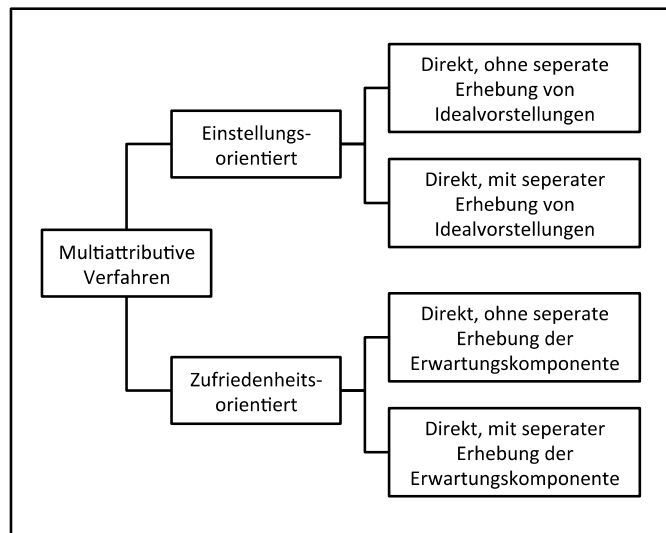 Multiattributive
Verfahren
Einstellungs-
orientiert
Direkt, ohne seperate
Erhebung von
Idealvorstellungen
Direkt, mit seperater
Erhebung von
Idealvorstellungen
Zufriedenheits-
orientiert
Direkt, ohne seperate
Erhebung der
Erwartungskomponente
Direkt, mit seperater
Erhebung der
Erwartungskomponente